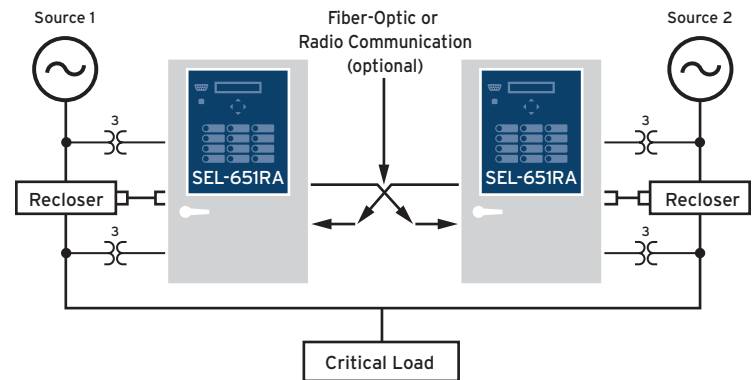 Source 1
Fiber-Optic or
Radio Communication
(optional)
Source 2
3
3
SEL-651RA
SEL-651RA
Recloser
Recloser
3
3
Critical Load